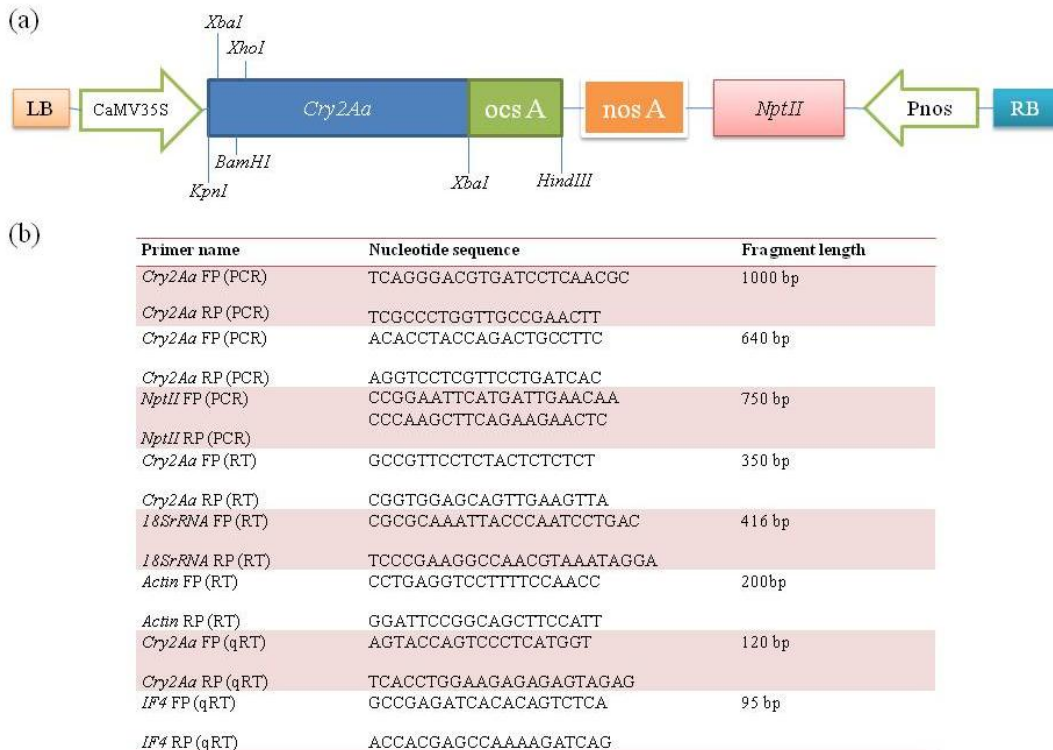 (a)
XbaI
XhoI
LB
CaMV35S
Cry2Aa
ocs A
nos A
NptII
Pnos
RB
BamHI
KpnI
XbaI
HindIII
(b)
Primer name Nucleotide sequence Fragment length
Cry2Aa FP (PCR) TCAGGGACGTGATCCTCAACGC 1000 bp
Cry2Aa RP (PCR) TCGCCCTGGTTGCCGAACTT
Cry2Aa FP (PCR) ACACCTACCAGACTGCCTTC 640 bp
Cry2Aa RP (PCR) AGGTCCTCGTTCCTGATCAC
NptII FP (PCR) CCGGAATTCATGATTGAACAA 750 bp
CCCAAGCTTCAGAAGAACTC
NptII RP (PCR)
Cry2Aa FP (RT) GCCGTTCCTCTACTCTCTCT 350 bp
Cry2Aa RP (RT) CGGTGGAGCAGTTGAAGTTA
18SrRNA FP (RT) CGCGCAAATTACCCAATCCTGAC 416 bp
18SrRNA RP (RT) TCCCGAAGGCCAACGTAAATAGGA
Actin FP (RT) CCTGAGGTCCTTTTCCAACC 200bp
Actin RP (RT) GGATTCCGGCAGCTTCCATT
Cry2Aa FP (qRT) AGTACCAGTCCCTCATGGT 120 bp
Cry2Aa RP (qRT) TCACCTGGAAGAGAGAGTAGAG
IF4 FP (qRT) GCCGAGATCACACAGTCTCA 95 bp
IF4 RP (qRT) ACCACGAGCCAAAAGATCAG